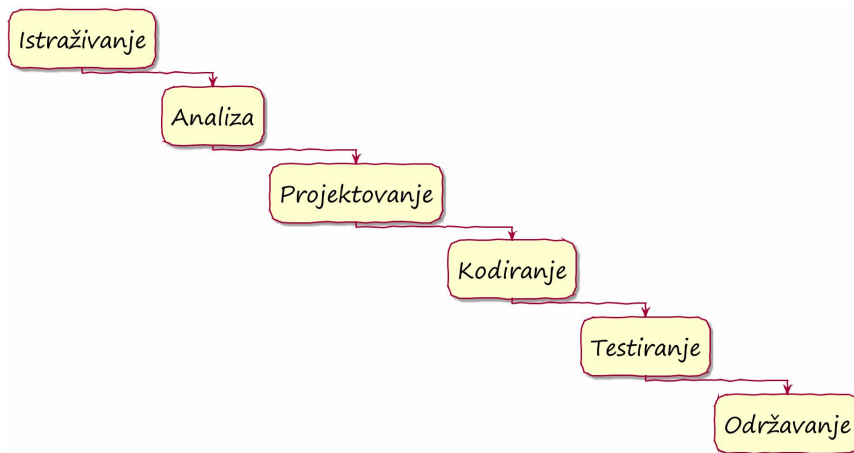 Istraživanje
Analiza
Projektovanje
Kodiranje
Testiranje
Održavanje